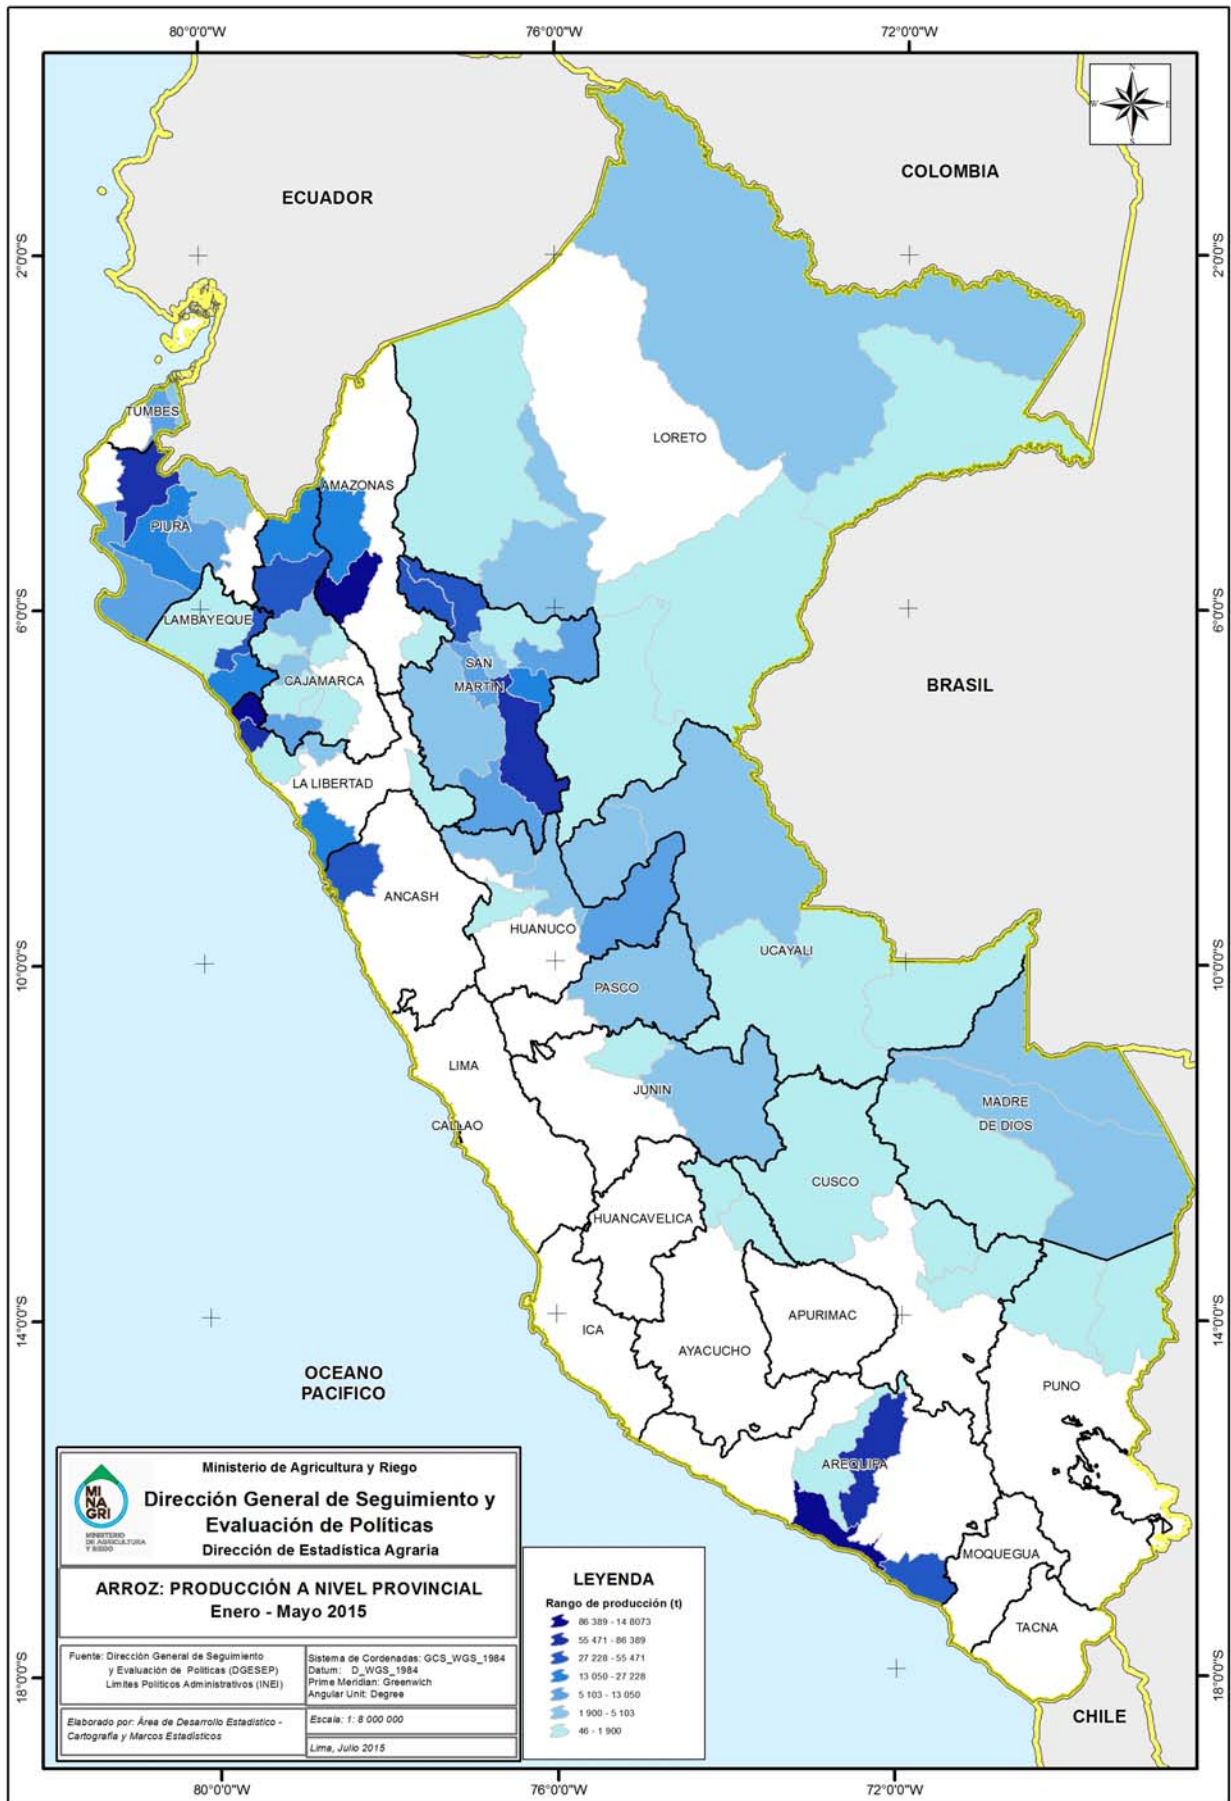 80°0'0"W
76°0'0"W
72°0'0"W
N
W
E
S
COLOMBIA
ECUADOR
2°0'0"S
2°0'0"S
TUMBES
LORETO
AMAZONAS
PIURA
6°0'0"S
6°0'0"S
LAMBAYEQUE
SAN
MARTIN
CAJAMARCA
BRASIL
LA LIBERTAD
ANCASH
HUANUCO
UCAYALI
10°0'0"S
10°0'0"S
PASCO
LIMA
JUNIN
MADRE
DE DIOS
CALLAO
CUSCO
HUANCAVELICA
14°0'0"S
14°0'0"S
APURIMAC
ICA
AYACUCHO
OCEANO
PACIFICO
PUNO
AREQUIPA
MOQUEGUA
TACNA
CHILE
18°0'0"S
18°0'0"S
MI
NA
GRI
MINISTERIO
DE AGRICULTURA
Y RIEGO
Ministerio de Agricultura y Riego
Dirección General de Seguimiento y
Evaluación de Políticas
Dirección de Estadística Agraria
ARROZ: PRODUCCIÓN A NIVEL PROVINCIAL
Enero - Mayo 2015
Fuente: Dirección General de Seguimiento
y Evaluación de Politicas (DGESEP)
Limites Políticos Administrativos (INEI)
Sistema de Cordenadas: GCS_WGS_1984
Datum: D_WGS_1984
Prime Meridian: Greenwich
Angular Unit: Degree
Elaborado por: Área de Desarrollo Estadístico -
Cartografía y Marcos Estadísticos
Escala: 1: 8 000 000
Lima, Julio 2015
LEYENDA
Rango de producción (t)
86 389 - 14 8073
55 471 - 86 389
27 228 - 55 471
13 050 - 27 228
5 103 - 13 050
1 900 - 5 103
46 - 1 900
80°0'0"W
76°0'0"W
72°0'0"W